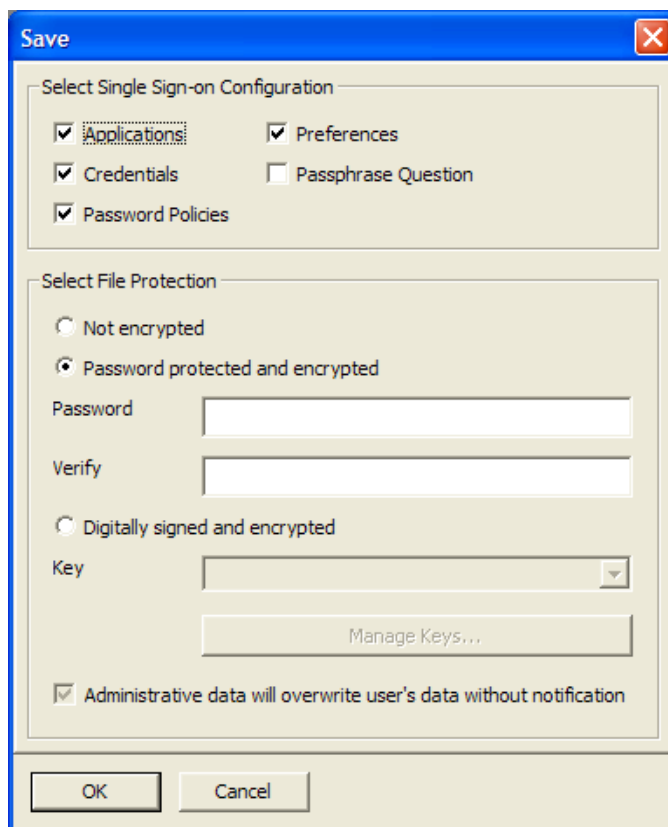 Save
Select Single Sign-on Configuration
Applications Preferences
Credentials Passphrase Question
Password Policies
Select File Protection
Not encrypted
Password protected and encrypted
Password
Verify
Digitally signed and encrypted
Key
Manage Keys...
Administrative data will overwrite user's data without notification
OK Cancel